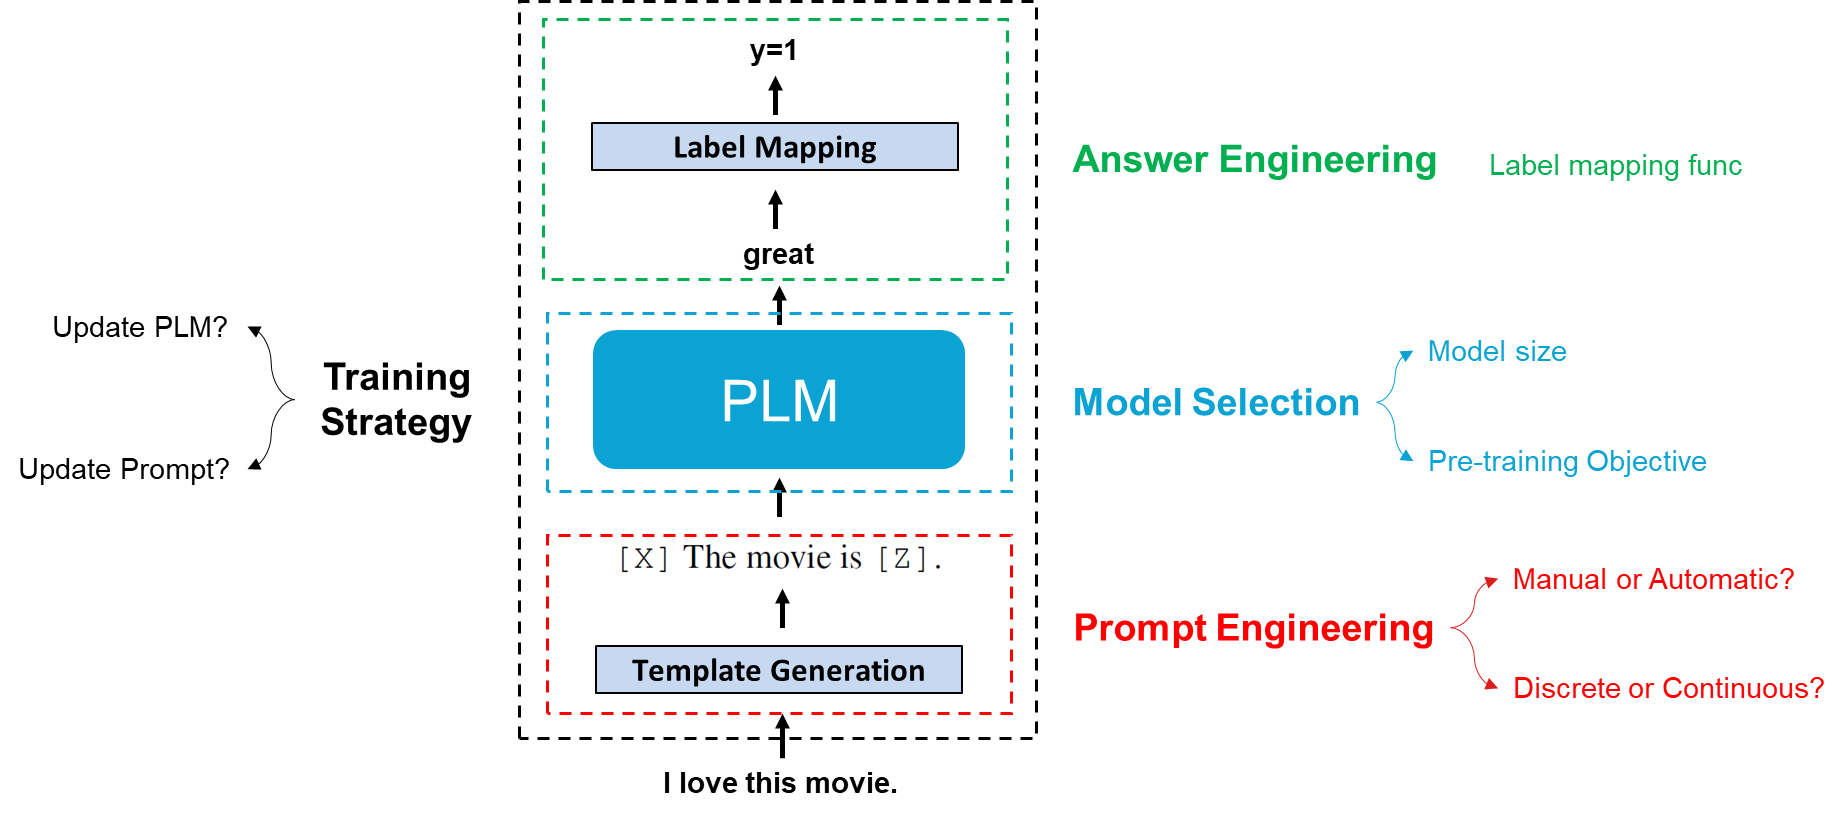 y=1
Label Mapping
great
Answer Engineering
Label mapping func
Update PLM?
Update Prompt?
Training
Strategy
PLM
Model Selection
Model size
Pre-training Objective
[X] The movie is [Z].
Template Generation
Prompt Engineering
Manual or Automatic?
Discrete or Continuous?
I love this movie.